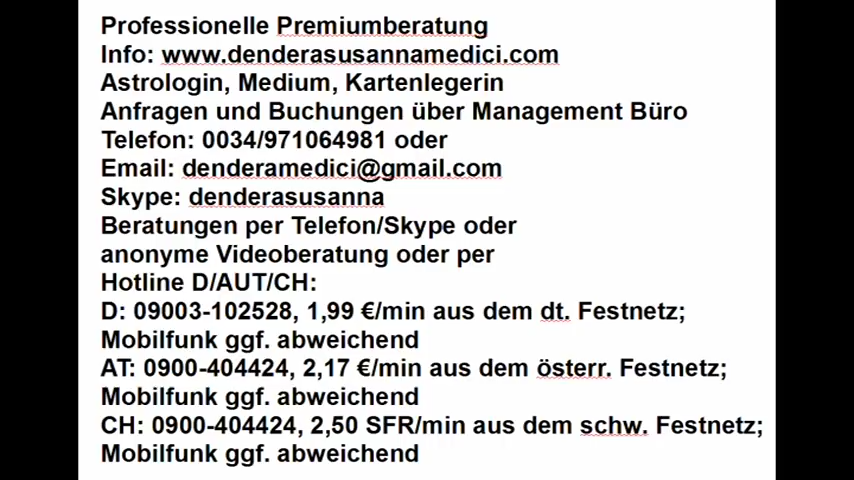 Professionelle Premiumberatung
Info: www.denderasusannamedici.com
Astrologin, Medium, Kartenlegerin
Anfragen und Buchungen über Management Büro
Telefon: 0034/971064981 oder
Email: denderamedici@gmail.com
Skype: denderasusanna
Beratungen per Telefon/Skype oder
anonyme Videoberatung oder per
Hotline D/AUT/CH:
D: 09003-102528, 1,99 €/min aus dem dt. Festnetz;
Mobilfunk ggf. abweichend
AT: 0900-404424, 2,17 €/min aus dem österr. Festnetz;
Mobilfunk ggf. abweichend
CH: 0900-404424, 2,50 SFR/min aus dem schw. Festnetz;
Mobilfunk ggf. abweichend